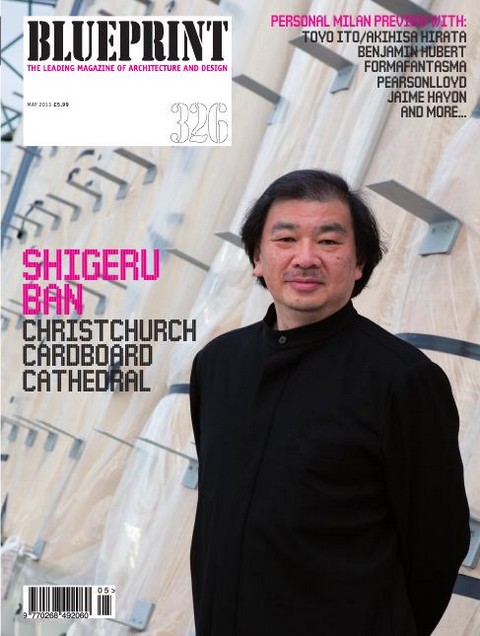 BLUEPRINT
THE LEADING MAGAZINE OF ARCHITECTURE AND DESIGN
MAY 2013 £5.99
326
PERSONAL MILAN PREVIEW WITH:
TOYO ITO/AKIHISA HIRATA
BENJAMIN HUBERT
FORMAFANTASMA
PEARSONLLOYD
JAIME HAYON
AND MORE...
SHIGERU
BAN
CHRISTCHURCH
CARDBOARD
CATHEDRAL
05>
9 770268 492060